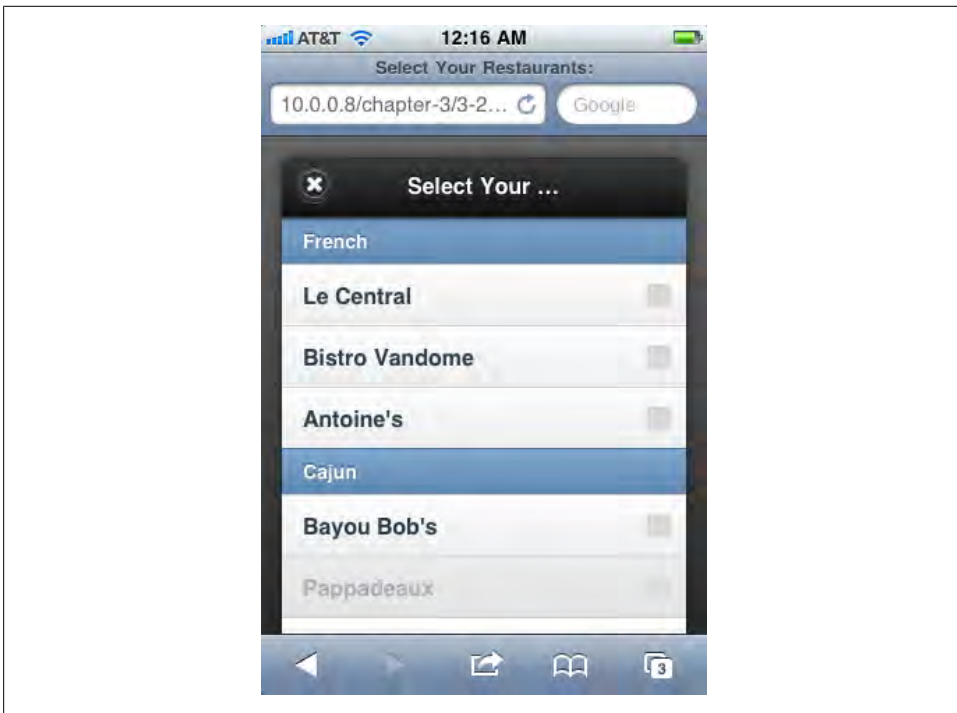 AT&T 12:16 AM
Select Your Restaurants:
10.0.0.8/chapter-3/3-2... Google
Select Your ...
French
Le Central
Bistro Vandome
Antoine's
Cajun
Bayou Bob's
Pappadeaux
3